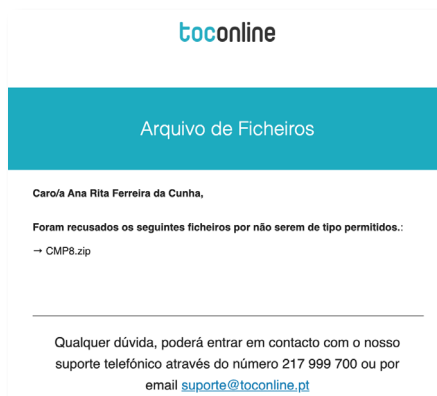 toconline
Arquivo de Ficheiros
Caro/a Ana Rita Ferreira da Cunha,
Foram recusados os seguintes ficheiros por não serem de tipo permitidos.:
→ CMP8.zip
Qualquer dúvida, poderá entrar em contacto com o nosso
suporte telefónico através do número 217 999 700 ou por
email suporte@toconline.pt